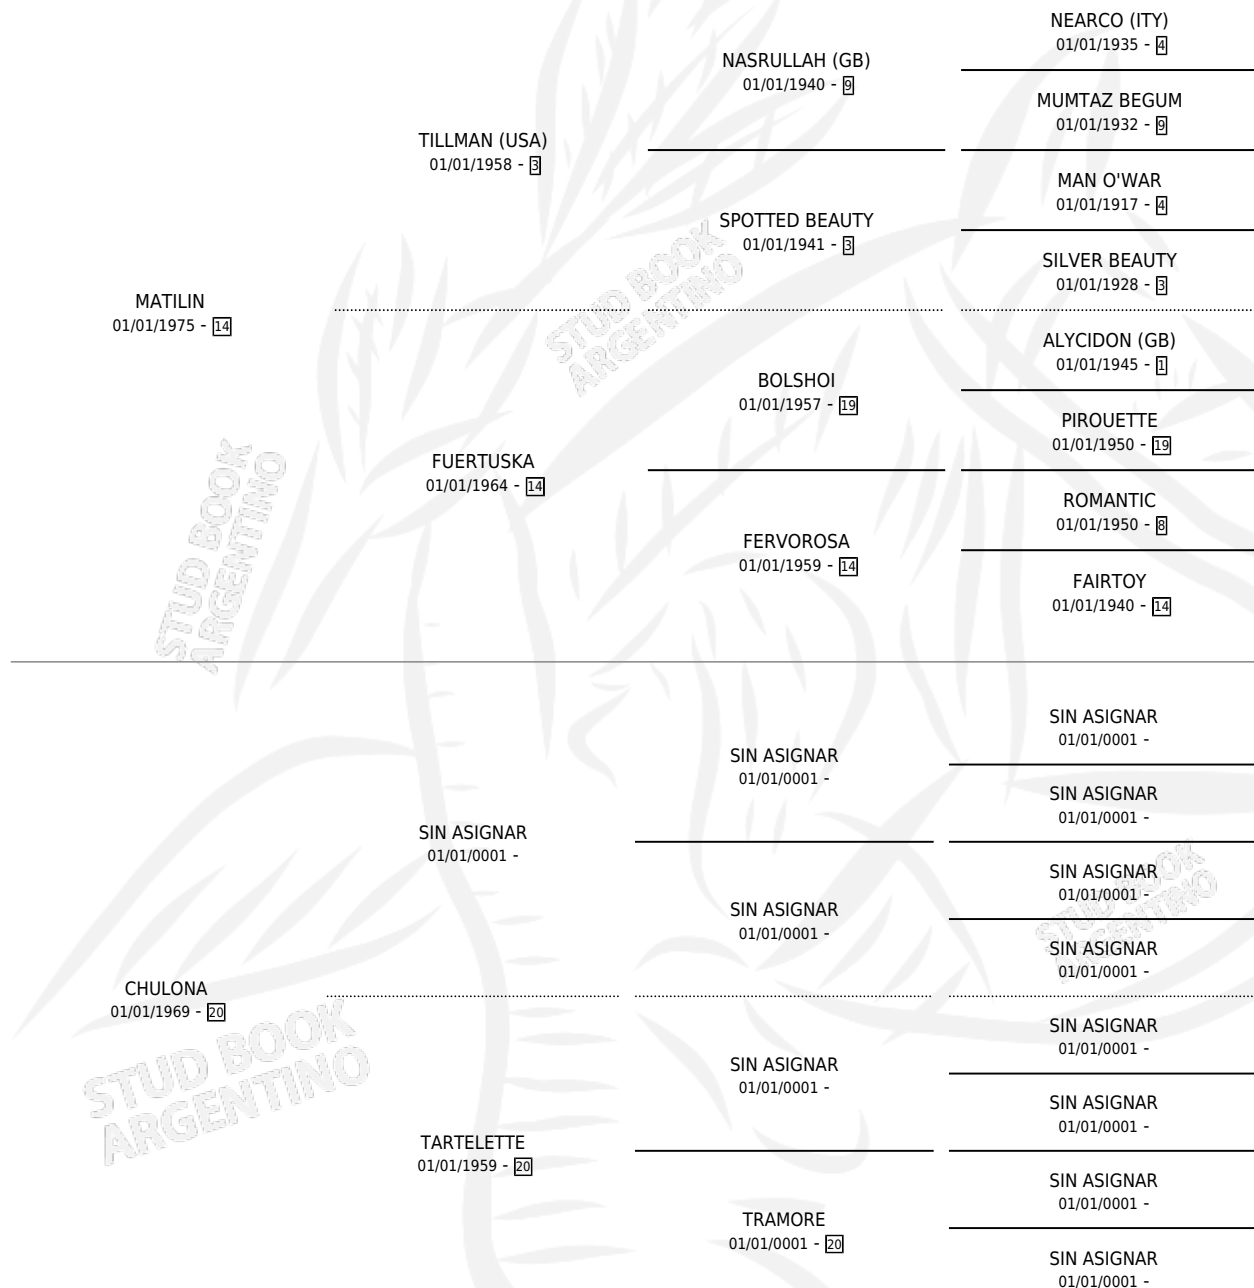 NEARCO (ITY)
01/01/1935 - 4
NASRULLAH (GB)
01/01/1940 - 9
MUMTAZ BEGUM
01/01/1932 - 9
TILLMAN (USA)
01/01/1958 - 3
MAN O'WAR
01/01/1917 - 4
SPOTTED BEAUTY
01/01/1941 - 3
SILVER BEAUTY
01/01/1928 - 3
MATILIN
01/01/1975 - 14
STUD BOOK
ARGENTINO
ALYCIDON (GB)
01/01/1945 - 1
BOLSHOI
01/01/1957 - 19
PIROUETTE
01/01/1950 - 19
FUERTUSKA
01/01/1964 - 14
ROMANTIC
01/01/1950 - 8
FERVOROSA
01/01/1959 - 14
FAIRTOY
01/01/1940 - 14
STUD BOOK
ARGENTINO
SIN ASIGNAR
01/01/0001 -
SIN ASIGNAR
01/01/0001 -
SIN ASIGNAR
01/01/0001 -
SIN ASIGNAR
01/01/0001 -
SIN ASIGNAR
01/01/0001 -
SIN ASIGNAR
01/01/0001 -
SIN ASIGNAR
01/01/0001 -
STUD BOOK
ARGENTINO
CHULONA
01/01/1969 - 20
SIN ASIGNAR
01/01/0001 -
SIN ASIGNAR
01/01/0001 -
SIN ASIGNAR
01/01/0001 -
TARTELETTE
01/01/1959 - 20
SIN ASIGNAR
01/01/0001 -
TRAMORE
01/01/0001 - 20
SIN ASIGNAR
01/01/0001 -
STUD BOOK
ARGENTINO